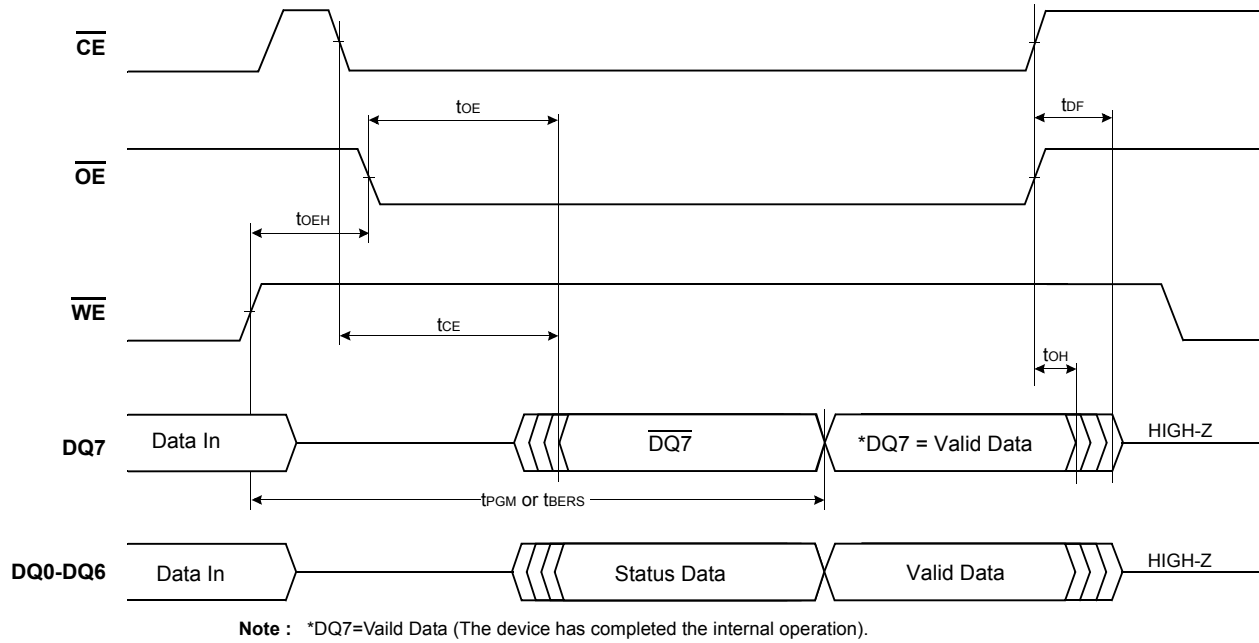 CE
tOE
tDF
OE
tOEH
WE
tCE
tOH
DQ7
Data In
DQ7
*DQ7 = Valid Data
HIGH-Z
tPGM or tBERS
DQ0-DQ6
Data In
Status Data
Valid Data
HIGH-Z
Note : *DQ7=Vaild Data (The device has completed the internal operation).